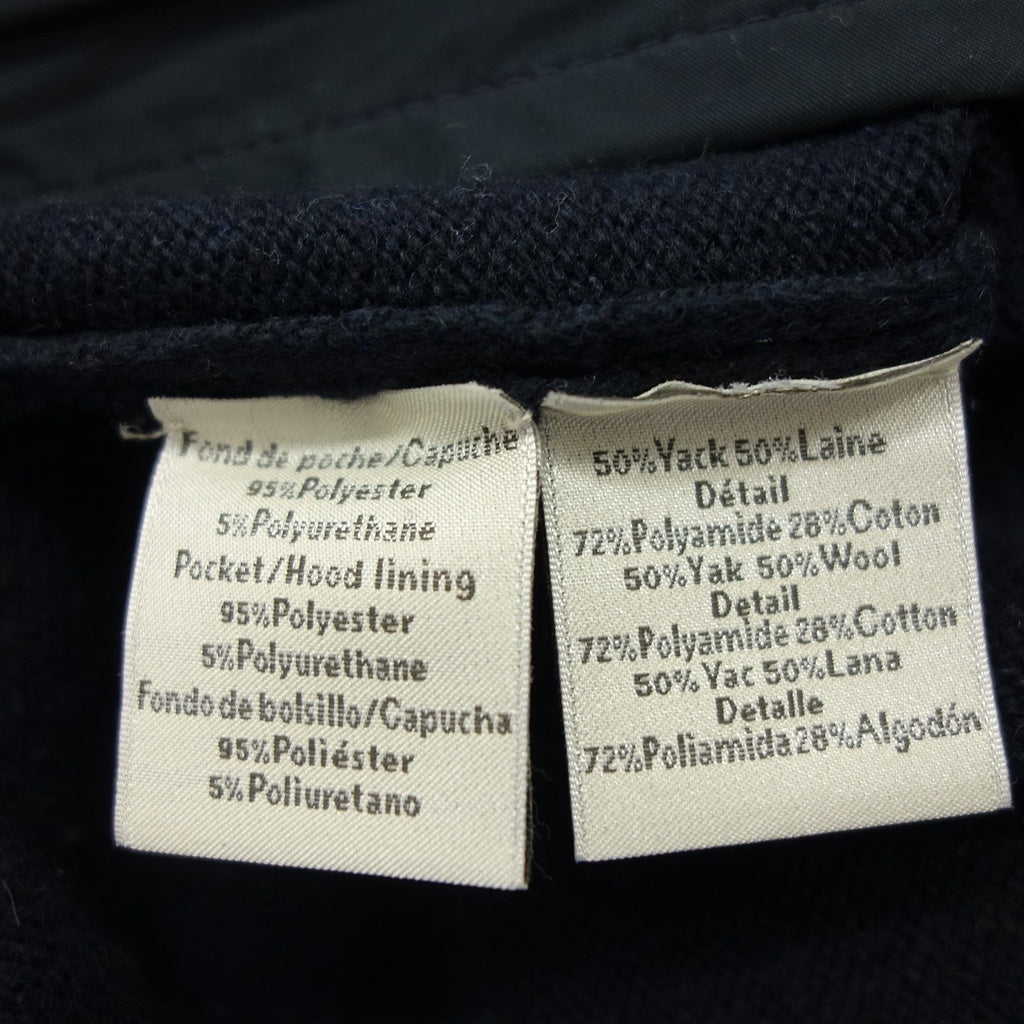 Fond de poche/Capuche
95%Polyester
5%Polyurethane
Pocket/Hood lining
95%Polyester
5%Polyurethane
Fondo de bolsillo/Capucha
95%Poliéster
5%Poliuretano
50%Yack 50%Laine
Détail
72%Polyamide 28%Coton
50%Yak 50%Wool
Detail
72%Polyamide 28%Cotton
50%Yac 50%Lana
Detalle
72%Poliamida 28%Algodón